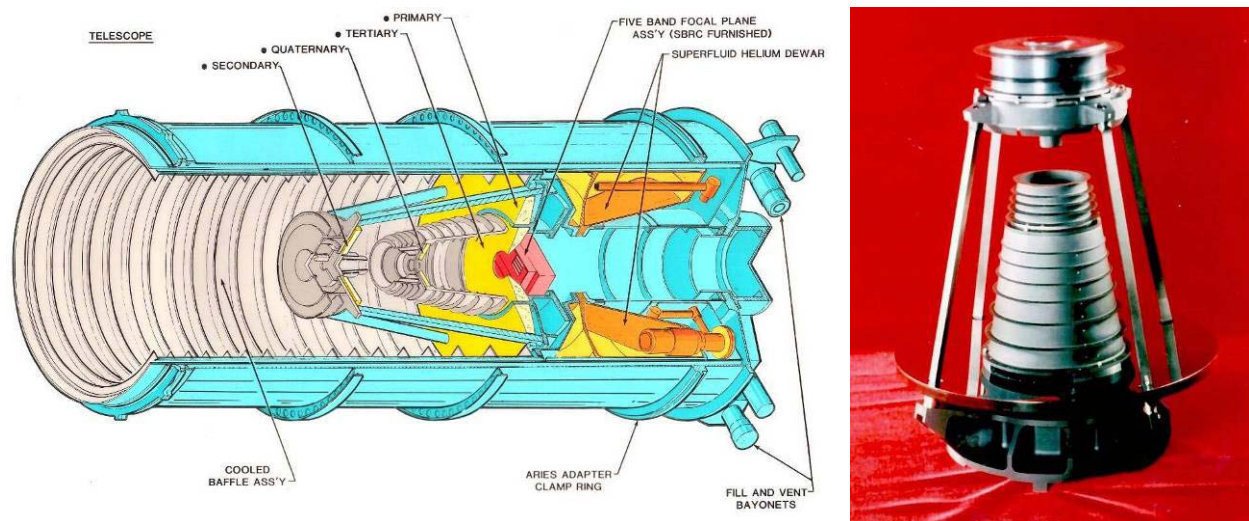 TELESCOPE
• PRIMARY
• TERTIARY
• QUATERNARY
• SECONDARY
FIVE BAND FOCAL PLANE
ASS'Y (SBRC FURNISHED)
SUPERFLUID HELIUM DEWAR
COOLED
BAFFLE ASS'Y
ARIES ADAPTER
CLAMP RING
FILL AND VENT
BAYONETS